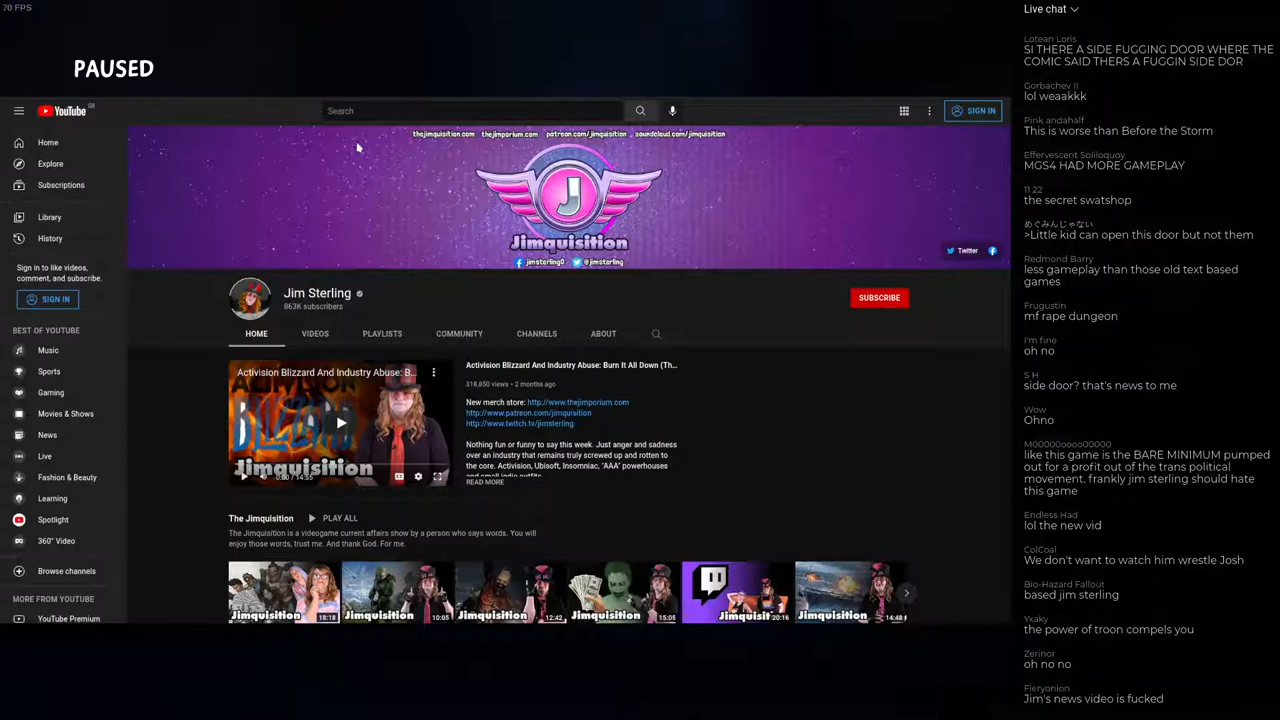 70 FPS
PAUSED
YouTube GB
Search
SIGN IN
Home
Explore
Subscriptions
Library
History
Sign in to like videos,
comment, and subscribe.
SIGN IN
BEST OF YOUTUBE
Music
Sports
Gaming
Movies & Shows
News
Live
Fashion & Beauty
Learning
Spotlight
360° Video
Browse channels
MORE FROM YOUTUBE
YouTube Premium
thejimquisition.com thejimporium.com patreon.com/jimquisition soundcloud.com/jimquisition
J
Jimquisition
jimsterling0 @jimsterling
Twitter
Jim Sterling
863K subscribers
SUBSCRIBE
HOME VIDEOS PLAYLISTS COMMUNITY CHANNELS ABOUT
Activision Blizzard And Industry Abuse: B...
BLIZZARD
Jimquisition
0:00 / 14:55
Activision Blizzard And Industry Abuse: Burn It All Down (Th...
318,850 views • 2 months ago
New merch store: http://www.thejimporium.com
http://www.patreon.com/jimquisition
http://www.twitch.tv/jimsterling
Nothing fun or funny to say this week. Just anger and sadness
over an industry that remains truly screwed up and rotten to
the core. Activision, Ubisoft, Insomniac, "AAA" powerhouses
and small indie outfits
READ MORE
The Jimquisition PLAY ALL
The Jimquisition is a videogame current affairs show by a person who says words. You will
enjoy those words, trust me. And thank God. For me.
Jimquisition 18:18
Jimquisition 10:05
Jimquisition 12:42
Jimquisition 15:05
Jimquisit 20:16
Jimquisition 14:48
Live chat
Lotean Loris
SI THERE A SIDE FUGGING DOOR WHERE THE
COMIC SAID THERS A FUGGIN SIDE DOR
Gorbachev II
lol weaakkk
Pink andahalf
This is worse than Before the Storm
Effervescent Soliloquoy
MGS4 HAD MORE GAMEPLAY
11 22
the secret swatshop
めぐみんじゃない
>Little kid can open this door but not them
Redmond Barry
less gameplay than those old text based
games
Frugustin
mf rape dungeon
I'm fine
oh no
S H
side door? that's news to me
Wow
Ohno
M00000oooo00000
like this game is the BARE MINIMUM pumped
out for a profit out of the trans political
movement. frankly jim sterling should hate
this game
Endless Had
lol the new vid
ColCoal
We don't want to watch him wrestle Josh
Bio-Hazard Fallout
based jim sterling
Yxaky
the power of troon compels you
Zerinor
oh no no
Fieryonion
Jim's news video is fucked